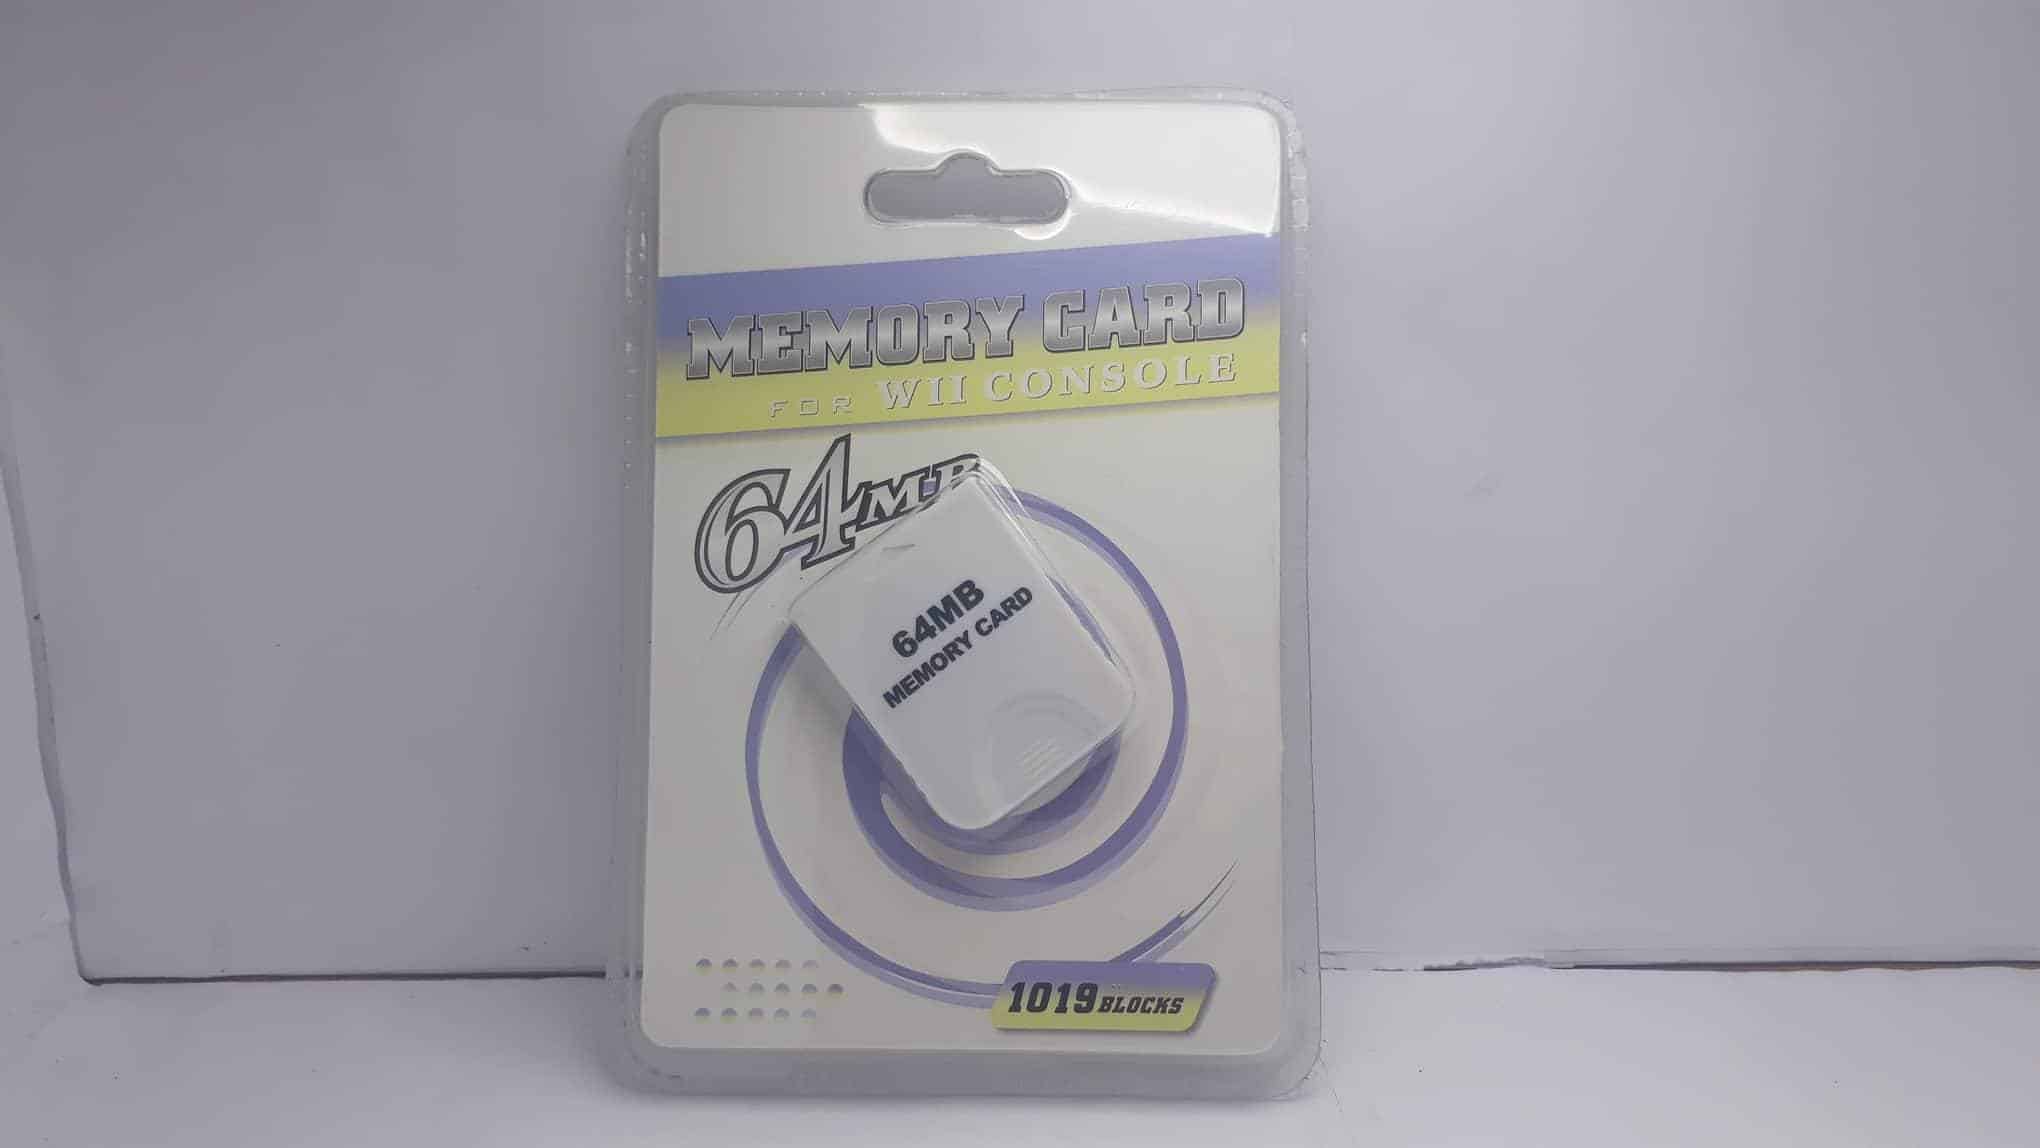 MEMORY CARD
FOR WII CONSOLE
64MB
64MB
MEMORY CARD
1019 BLOCKS